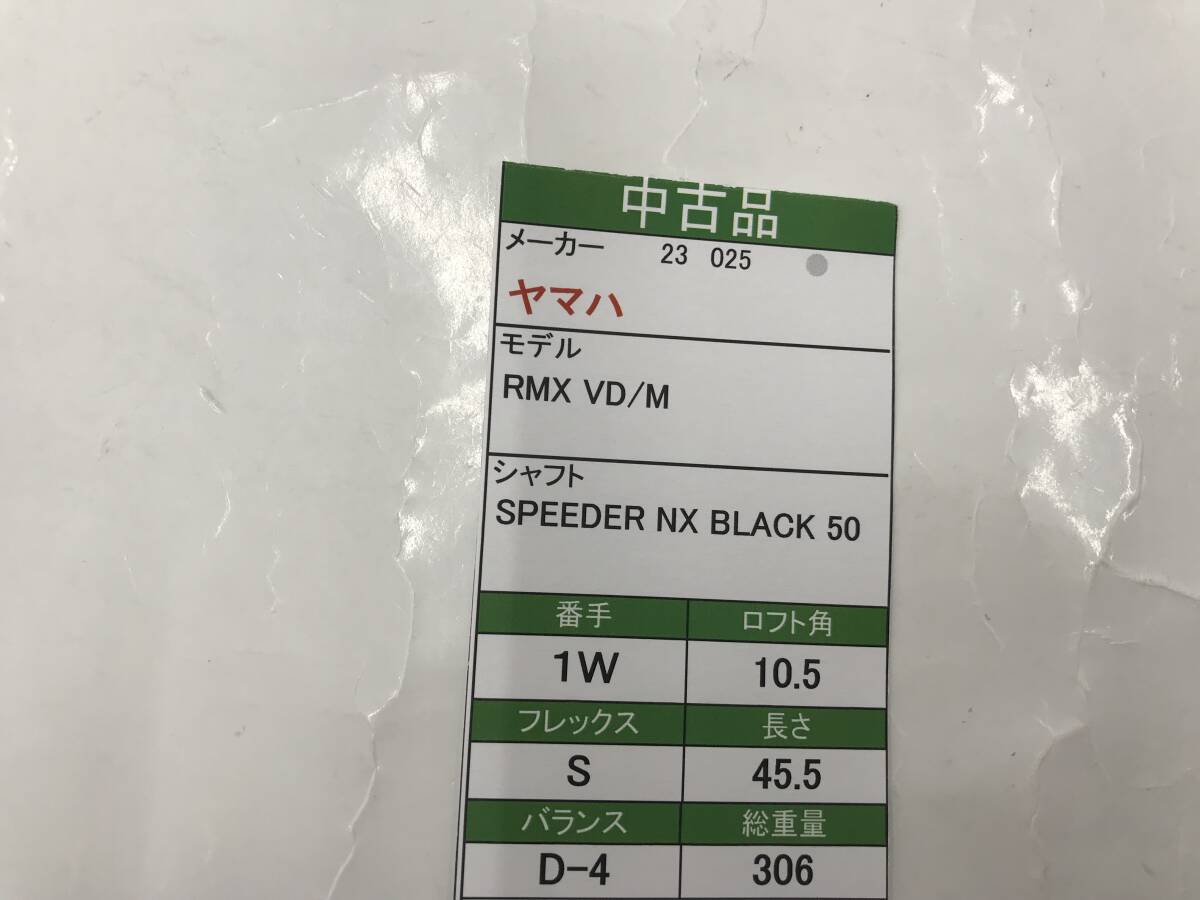 中古品
メーカー 23 025
ヤマハ
モデル
RMX VD/M
シャフト
SPEEDER NX BLACK 50
番手 ロフト角
1W 10.5
フレックス 長さ
S 45.5
バランス 総重量
D-4 306